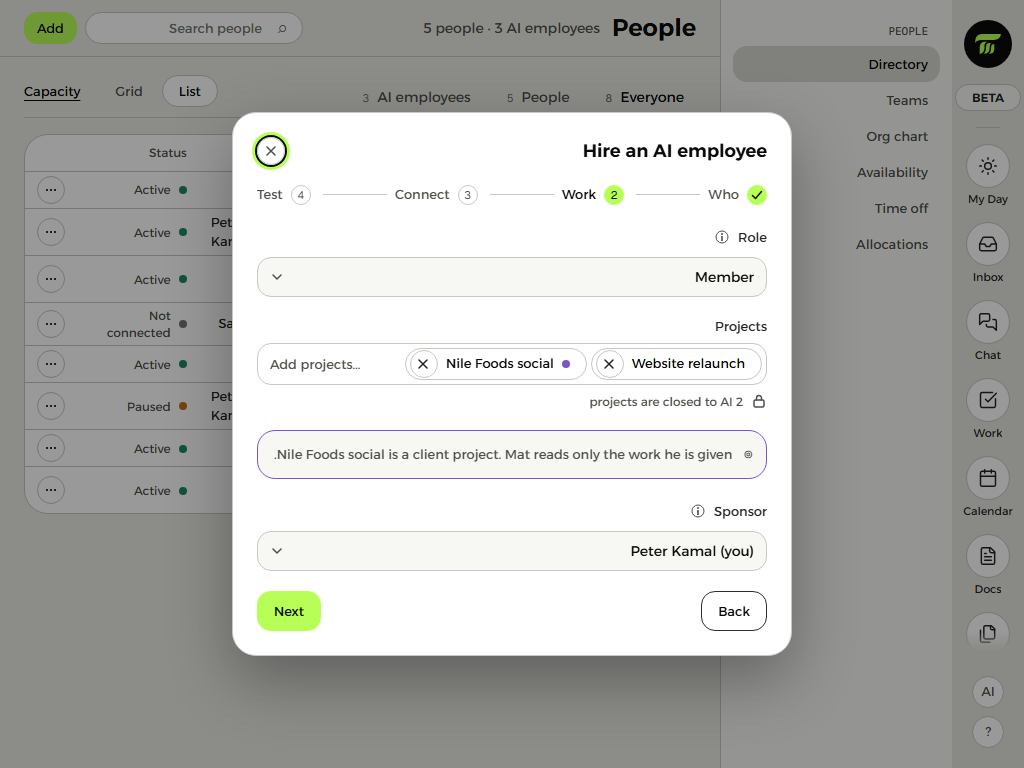 BETA
My Day
Inbox
Chat
Work
Calendar
Docs
AI
?
PEOPLE
Directory
Teams
Org chart
Availability
Time off
Allocations
People
5 people · 3 AI employees
Search people
Add
Everyone 8
People 5
AI employees 3
List
Grid
Capacity
Status
Active
Active
Pet
Kar
Active
Not connected
Sa
Active
Paused
Pet
Kar
Active
Active
Hire an AI employee
Who
2 Work
3 Connect
4 Test
Role
Member
Projects
Website relaunch
Nile Foods social
Add projects…
projects are closed to AI 2
.Nile Foods social is a client project. Mat reads only the work he is given
Sponsor
Peter Kamal (you)
Back
Next